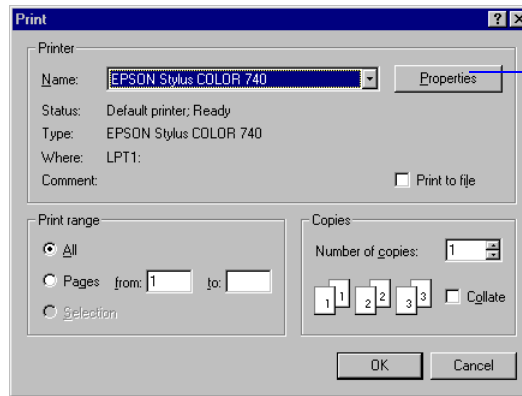 Print
Printer
Name: EPSON Stylus COLOR 740 Properties
Status: Default printer; Ready
Type: EPSON Stylus COLOR 740
Where: LPT1:
Comment: Print to file
Print range
All
Pages from: 1 to:
Selection
Copies
Number of copies: 1
1 1 2 2 3 3 Collate
OK Cancel